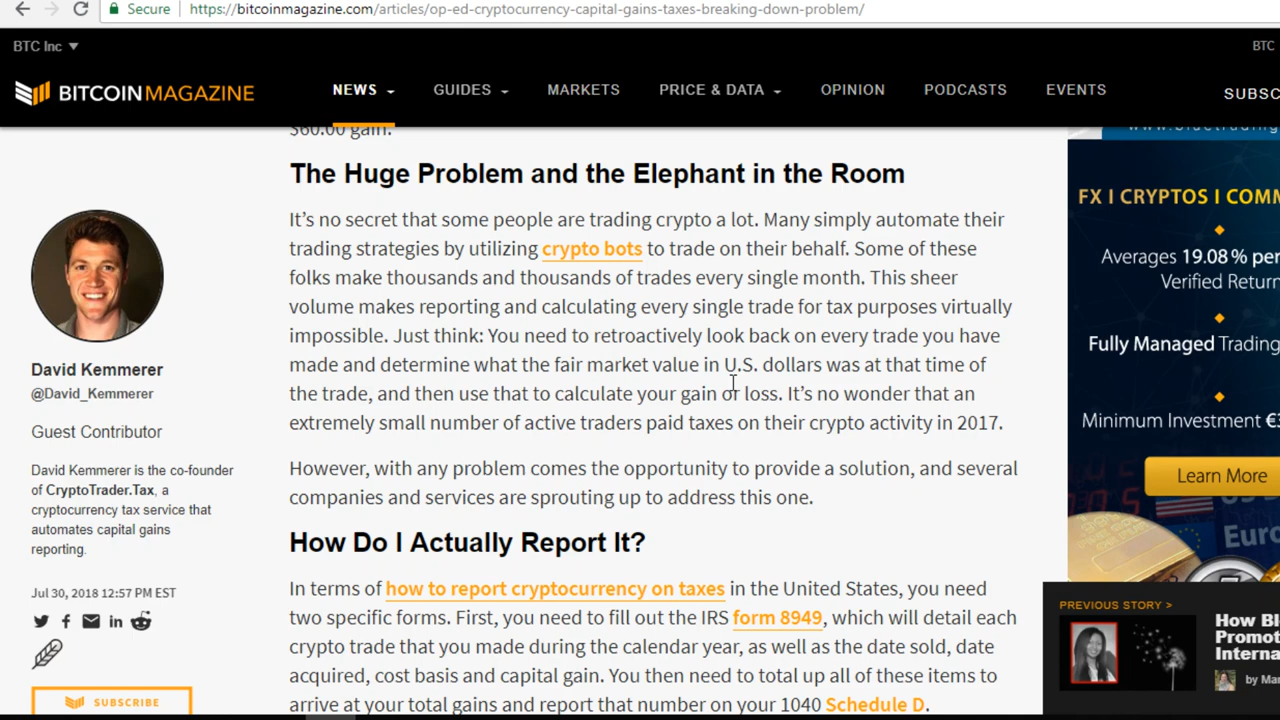 Secure https://bitcoinmagazine.com/articles/op-ed-cryptocurrency-capital-gains-taxes-breaking-down-problem/
BTC Inc
BTC
BITCOINMAGAZINE
NEWS GUIDES MARKETS PRICE & DATA OPINION PODCASTS EVENTS
SUBSC
$60.00 gain.
The Huge Problem and the Elephant in the Room
It's no secret that some people are trading crypto a lot. Many simply automate their
trading strategies by utilizing crypto bots to trade on their behalf. Some of these
folks make thousands and thousands of trades every single month. This sheer
volume makes reporting and calculating every single trade for tax purposes virtually
impossible. Just think: You need to retroactively look back on every trade you have
made and determine what the fair market value in U.S. dollars was at that time of
the trade, and then use that to calculate your gain or loss. It's no wonder that an
extremely small number of active traders paid taxes on their crypto activity in 2017.
However, with any problem comes the opportunity to provide a solution, and several
companies and services are sprouting up to address this one.
How Do I Actually Report It?
In terms of how to report cryptocurrency on taxes in the United States, you need
two specific forms. First, you need to fill out the IRS form 8949, which will detail each
crypto trade that you made during the calendar year, as well as the date sold, date
acquired, cost basis and capital gain. You then need to total up all of these items to
arrive at your total gains and report that number on your 1040 Schedule D.
David Kemmerer
@David_Kemmerer
Guest Contributor
David Kemmerer is the co-founder
of CryptoTrader.Tax, a
cryptocurrency tax service that
automates capital gains
reporting.
Jul 30, 2018 12:57 PM EST
SUBSCRIBE
FX I CRYPTOS I COMM
Averages 19.08% per
Verified Return
Fully Managed Trading
Minimum Investment €
Learn More
Euro
PREVIOUS STORY >
How Bl
Promot
Interna
by Mar